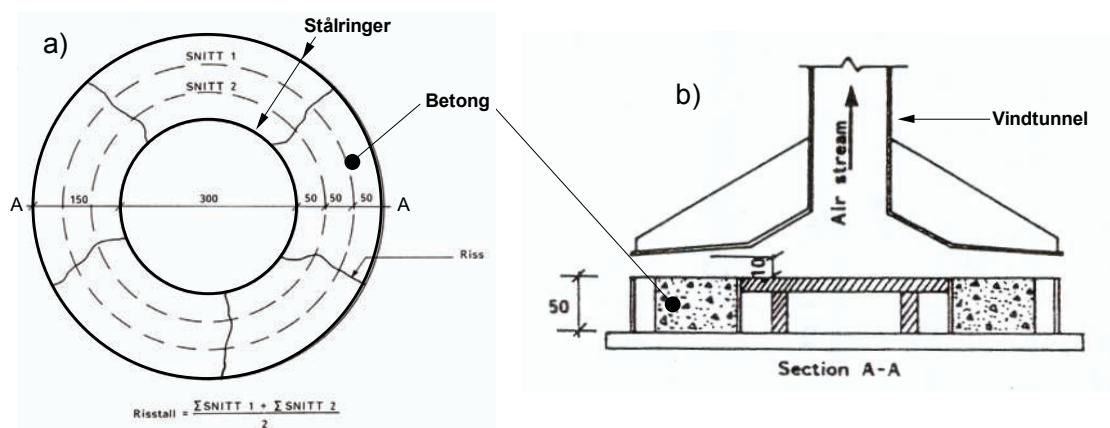 a)
Stålringer
SNITT 1
SNITT 2
Betong
A
150
300
50
50
50
A
Riss
Risstall = ΣSNITT 1 + ΣSNITT 2
2
b)
Vindtunnel
Air stream
10
50
Section A-A